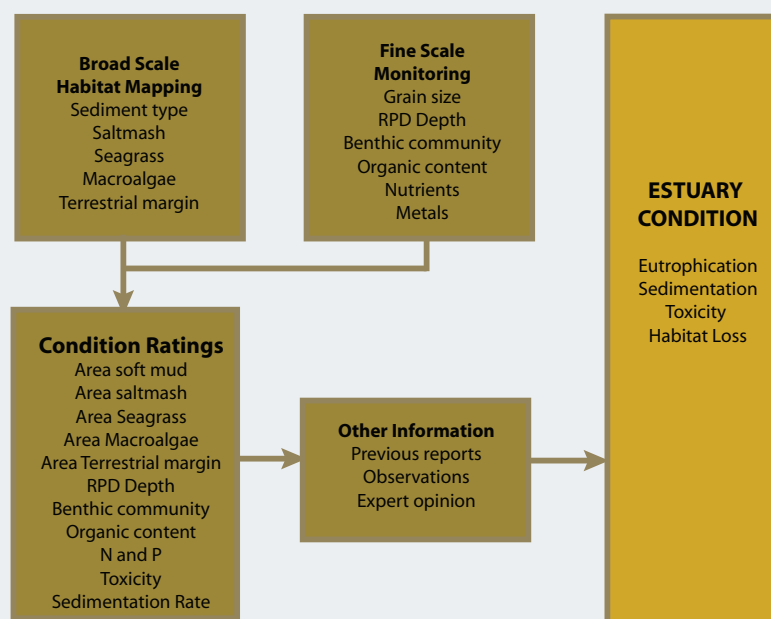 Broad Scale
Habitat Mapping
Sediment type
Saltmash
Seagrass
Macroalgae
Terrestrial margin
Fine Scale
Monitoring
Grain size
RPD Depth
Benthic community
Organic content
Nutrients
Metals
Condition Ratings
Area soft mud
Area saltmash
Area Seagrass
Area Macroalgae
Area Terrestrial margin
RPD Depth
Benthic community
Organic content
N and P
Toxicity
Sedimentation Rate
Other Information
Previous reports
Observations
Expert opinion
ESTUARY
CONDITION
Eutrophication
Sedimentation
Toxicity
Habitat Loss